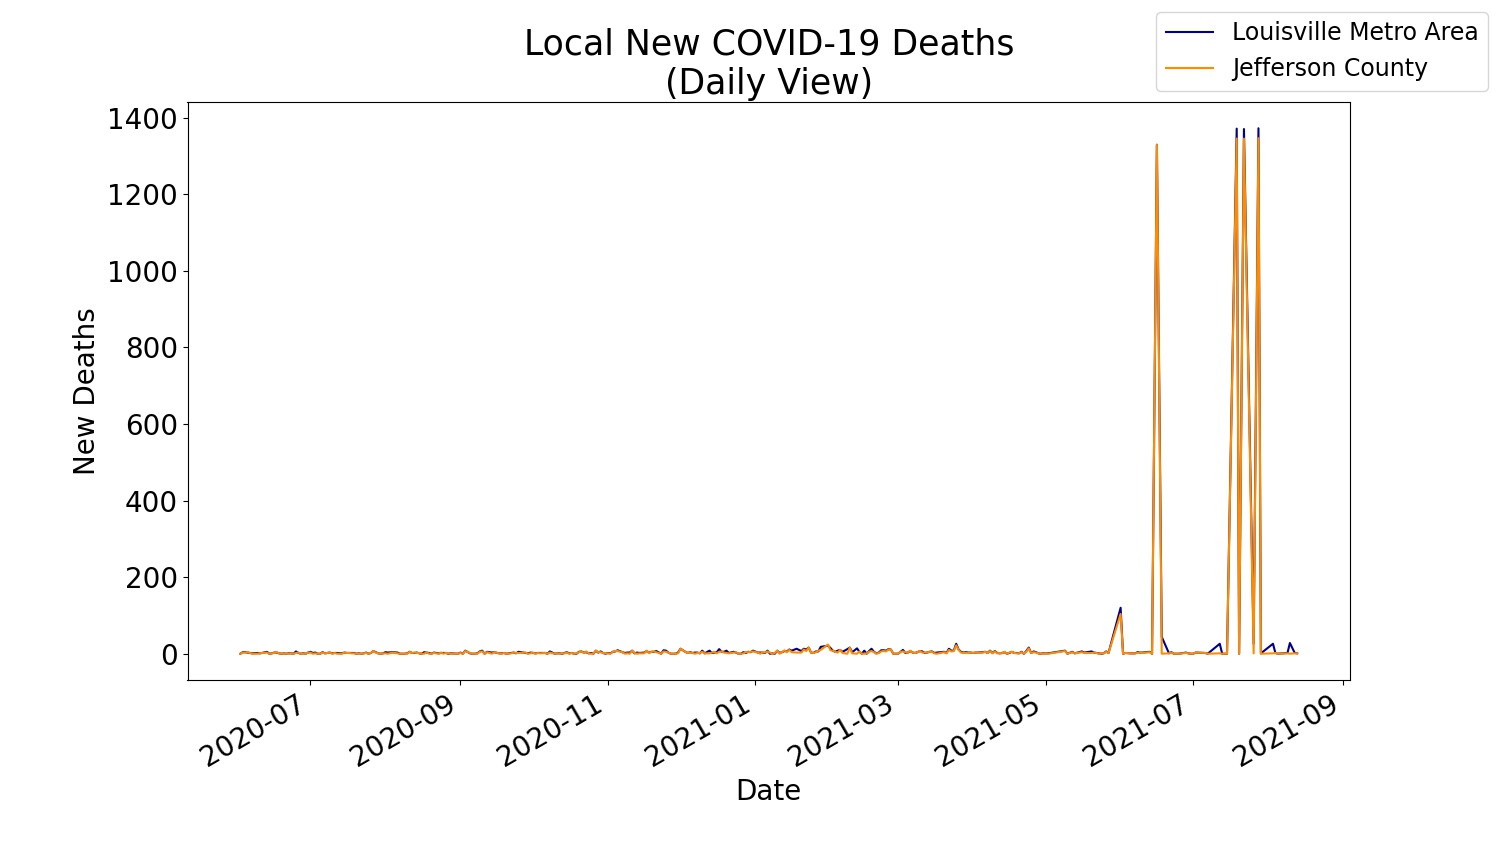 Local New COVID-19 Deaths
(Daily View)
Louisville Metro Area
Jefferson County
1400
1200
1000
800
600
400
200
0
New Deaths
2020-07
2020-09
2020-11
2021-01
2021-03
2021-05
2021-07
2021-09
Date